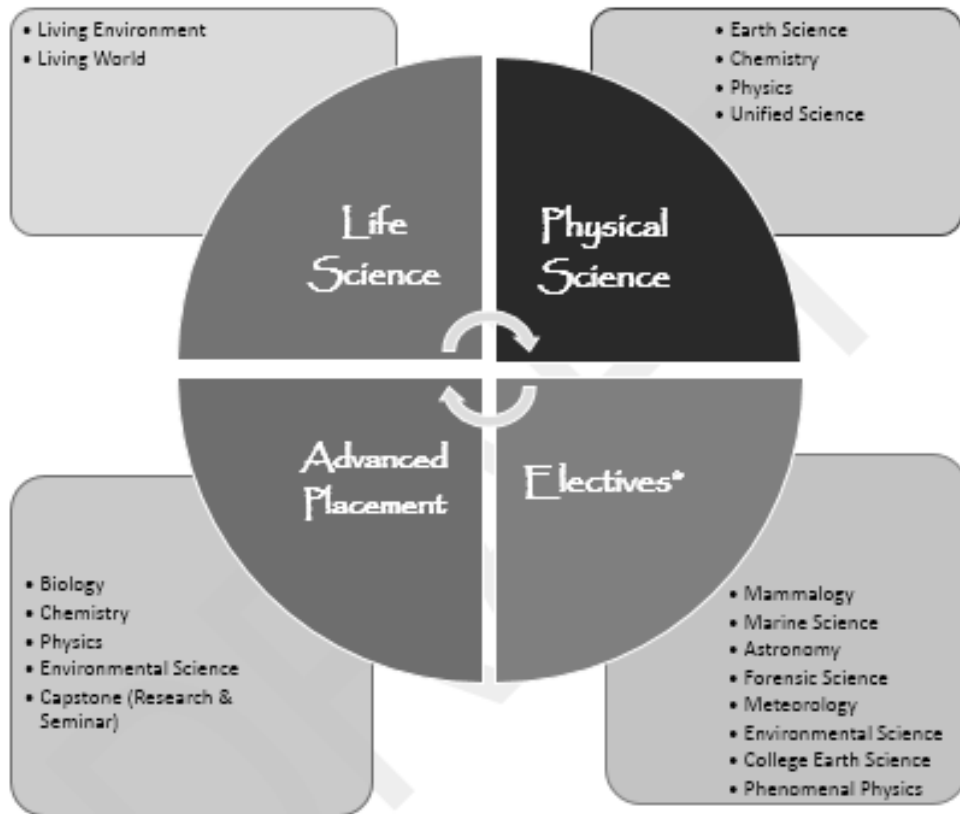 • Living Environment
• Living World
• Earth Science
• Chemistry
• Physics
• Unified Science
Life
Science
Physical
Science
Advanced
Placement
Electives*
• Biology
• Chemistry
• Physics
• Environmental Science
• Capstone (Research &
Seminar)
• Mammalogy
• Marine Science
• Astronomy
• Forensic Science
• Meteorology
• Environmental Science
• College Earth Science
• Phenomenal Physics